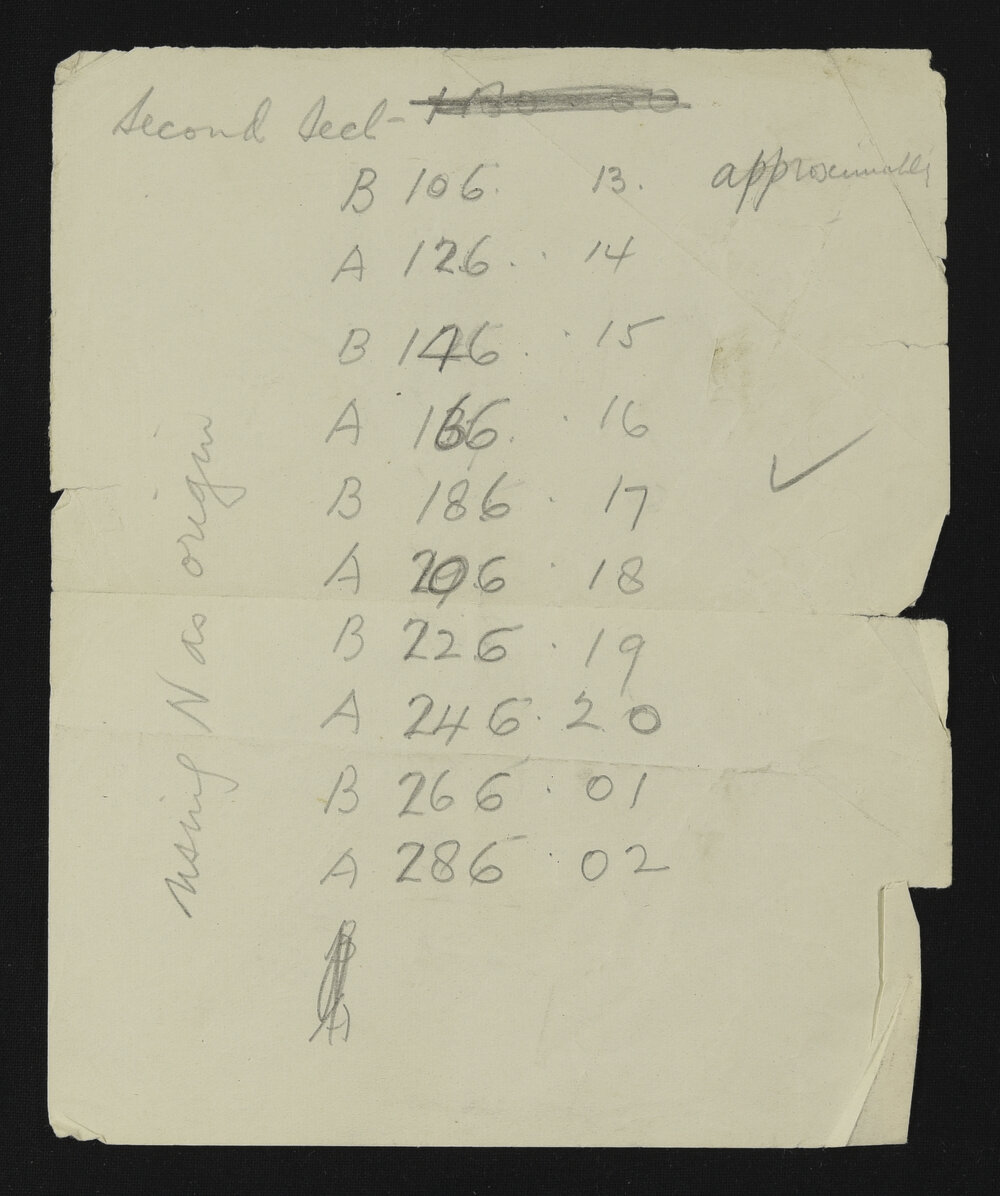 Second Sect-
B 106. 13. approximately
A 126 . . 14
B 146 . . 15
A 166 . 16
B 186 . 17
A 206 . 18
B 226 . 19
A 246 . 20
B 266 . 01
A 286 . 02
B
A
using N as origin